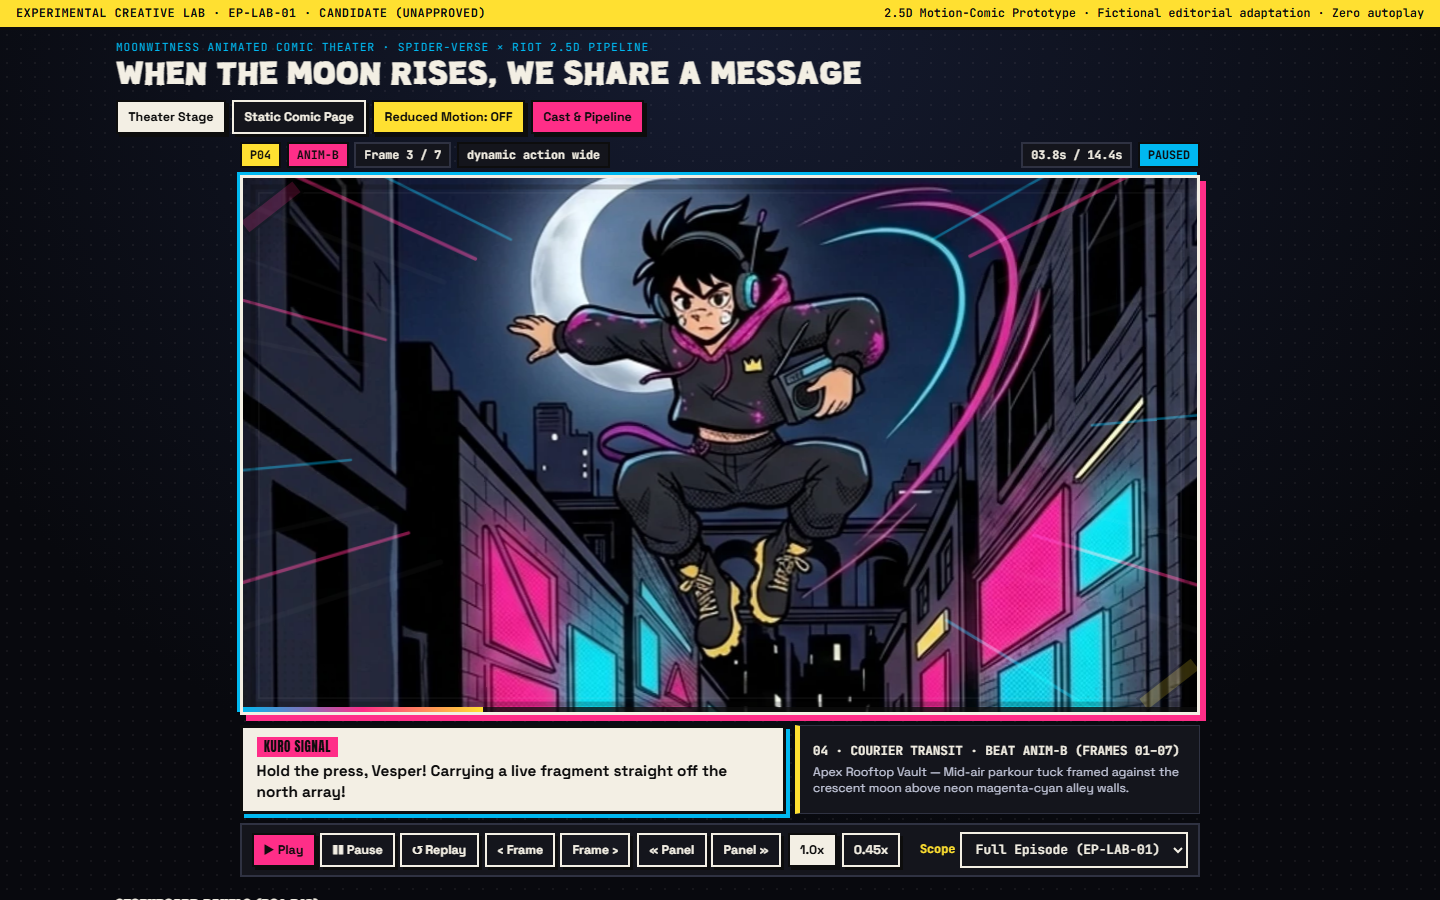 EXPERIMENTAL CREATIVE LAB · EP-LAB-01 · CANDIDATE (UNAPPROVED)
2.5D Motion-Comic Prototype · Fictional editorial adaptation · Zero autoplay
MOONWITNESS ANIMATED COMIC THEATER · SPIDER-VERSE × RIOT 2.5D PIPELINE
WHEN THE MOON RISES, WE SHARE A MESSAGE
Theater Stage
Static Comic Page
Reduced Motion: OFF
Cast & Pipeline
P04
ANIM-B
Frame 3 / 7
dynamic action wide
03.8s / 14.4s
PAUSED
KURO SIGNAL
Hold the press, Vesper! Carrying a live fragment straight off the
north array!
04 · COURIER TRANSIT · BEAT ANIM-B (FRAMES 01–07)
Apex Rooftop Vault — Mid-air parkour tuck framed against the
crescent moon above neon magenta-cyan alley walls.
▶ Play
▮▮ Pause
↺ Replay
‹ Frame
Frame ›
« Panel
Panel »
1.0x
0.45x
Scope
Full Episode (EP-LAB-01)